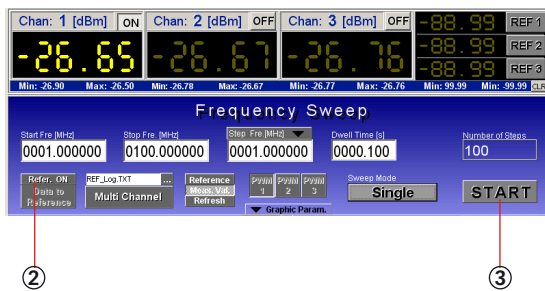 Chan: 1 [dBm] ON Chan: 2 [dBm] OFF Chan: 3 [dBm] OFF
-26.65 -26.67 -26.76
-88.99 REF 1
-88.99 REF 2
-88.99 REF 3
Min: -26.90 Max: -26.50 Min: -26.78 Max: -26.67 Min: -26.77 Max: -26.76 Min: 99.99 Min: -99.99 CLR
Frequency Sweep
Start Fre [MHz] Stop Fre. [MHz] Step Fre.[MHz] Dwell Time [s] Number of Steps
0001.000000 0100.000000 0001.000000 0000.100 100
Refer. ON
Data to
Reference
REF_Log.TXT ...
Multi Channel
Reference
Meas. Val.
Refresh
PWM 1 PWM 2 PWM 3
Graphic Param.
Sweep Mode
Single
START
2 3